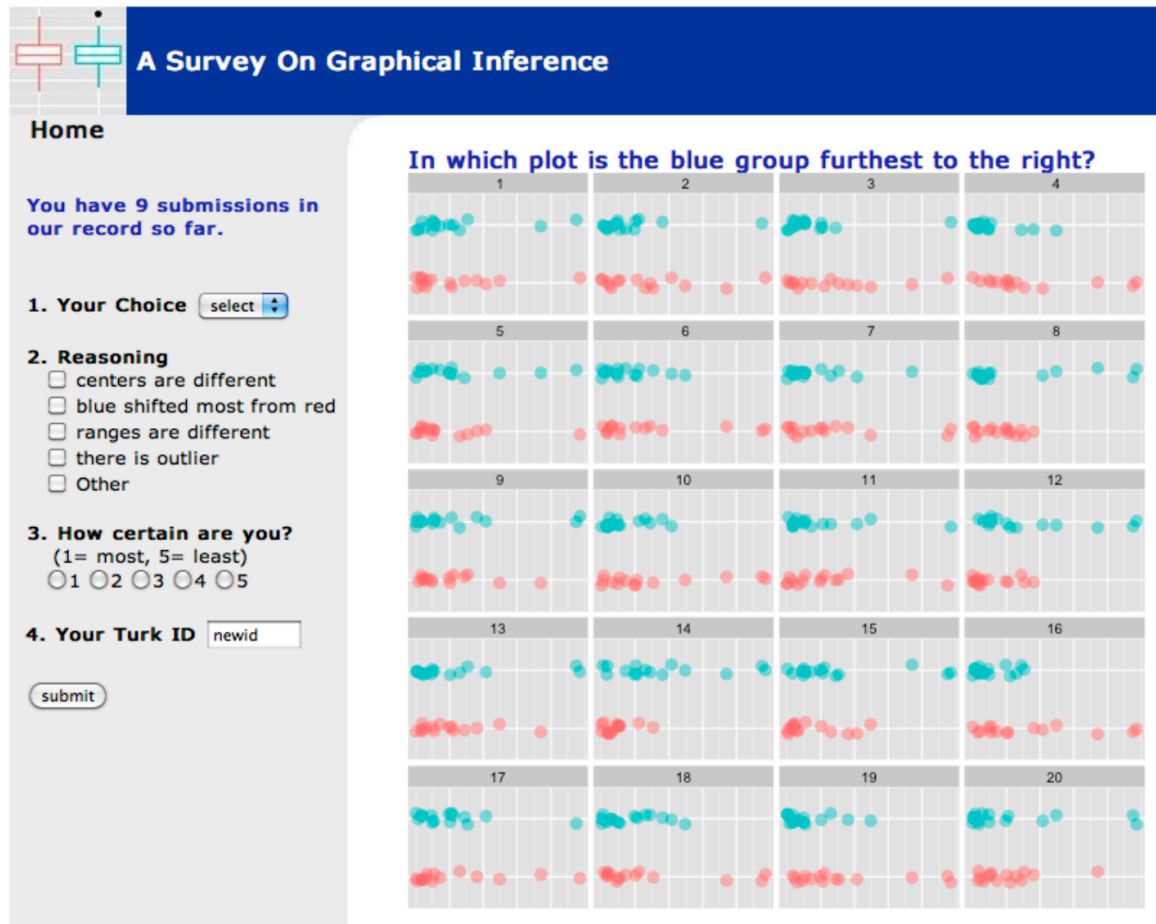 A Survey On Graphical Inference
Home
You have 9 submissions in
our record so far.
1. Your Choice select
2. Reasoning
centers are different
blue shifted most from red
ranges are different
there is outlier
Other
3. How certain are you?
(1= most, 5= least)
1 2 3 4 5
4. Your Turk ID newid
submit
In which plot is the blue group furthest to the right?
1 2 3 4
5 6 7 8
9 10 11 12
13 14 15 16
17 18 19 20